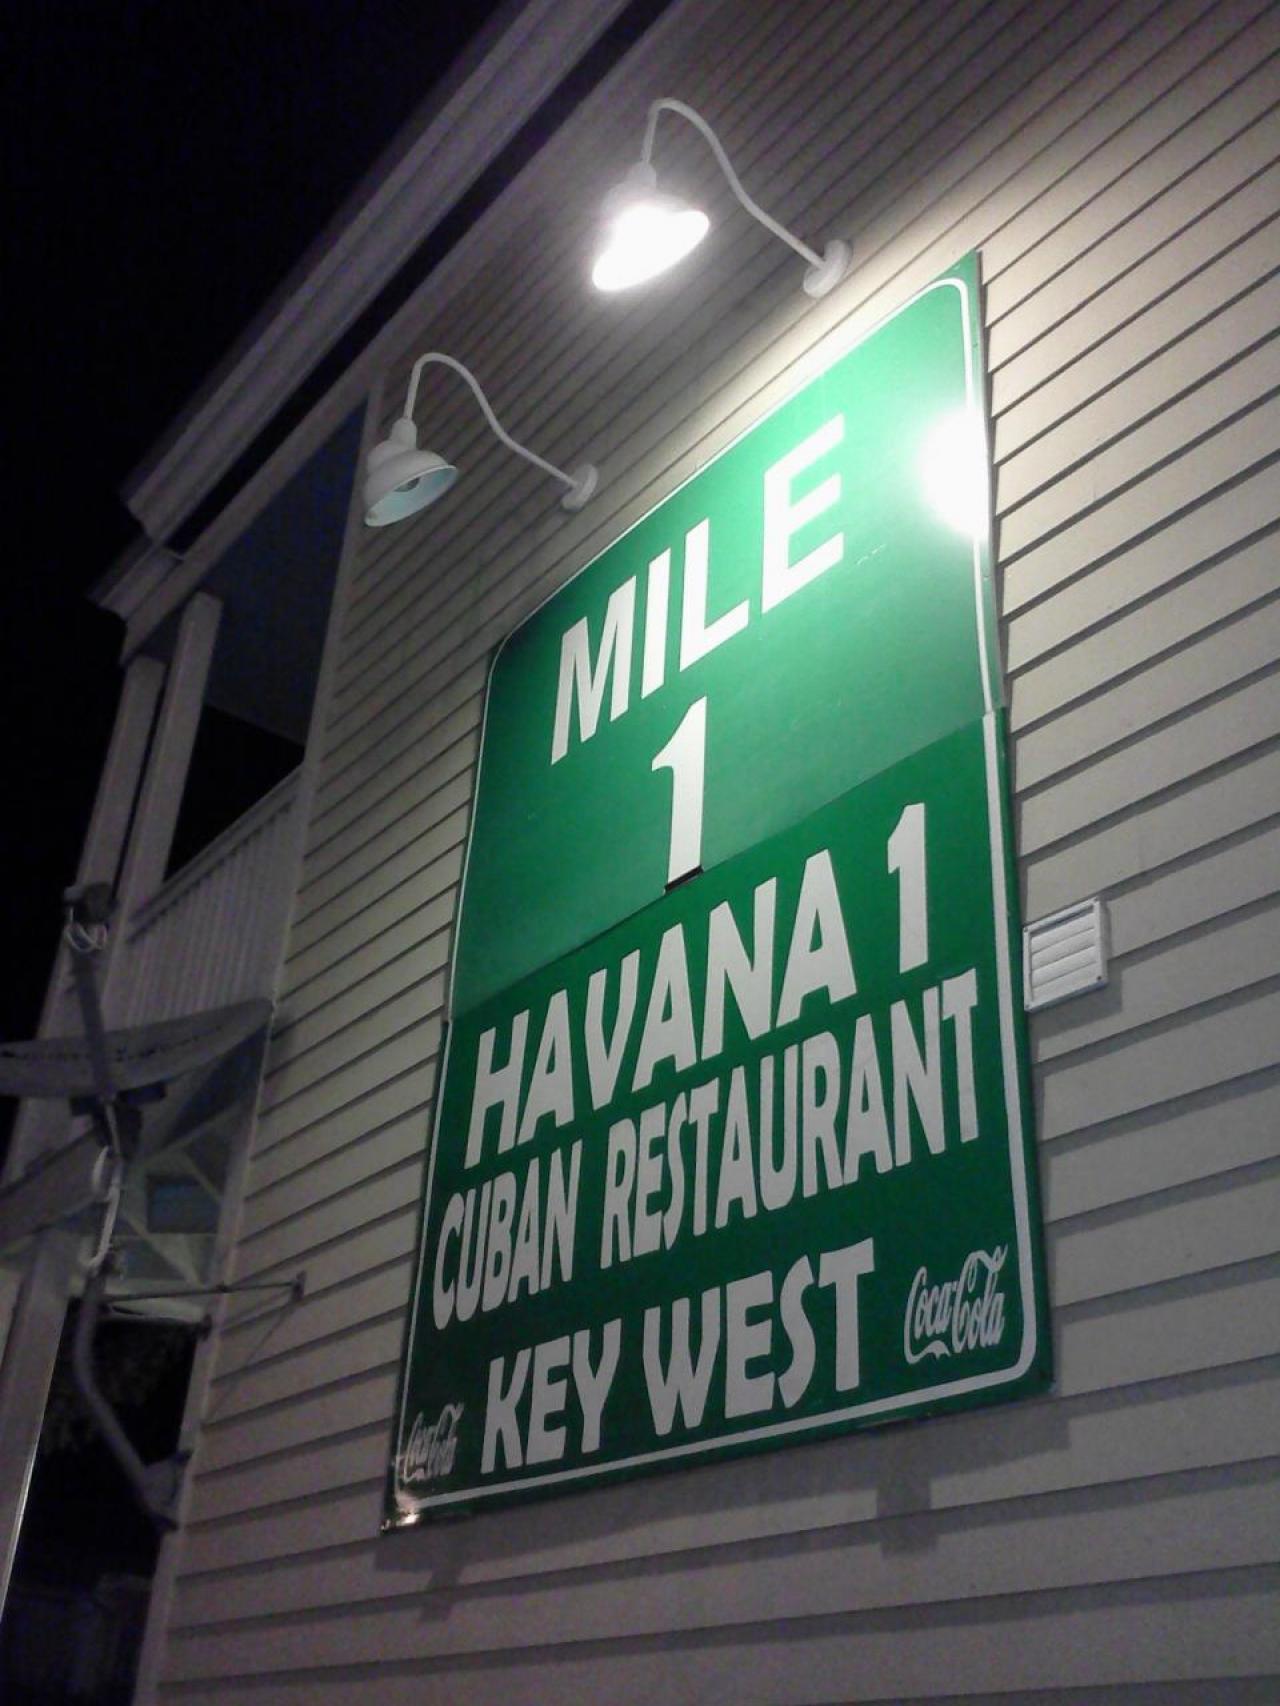 MILE
1
HAVANA 1
CUBAN RESTAURANT
KEY WEST
Coca-Cola
Coca-Cola